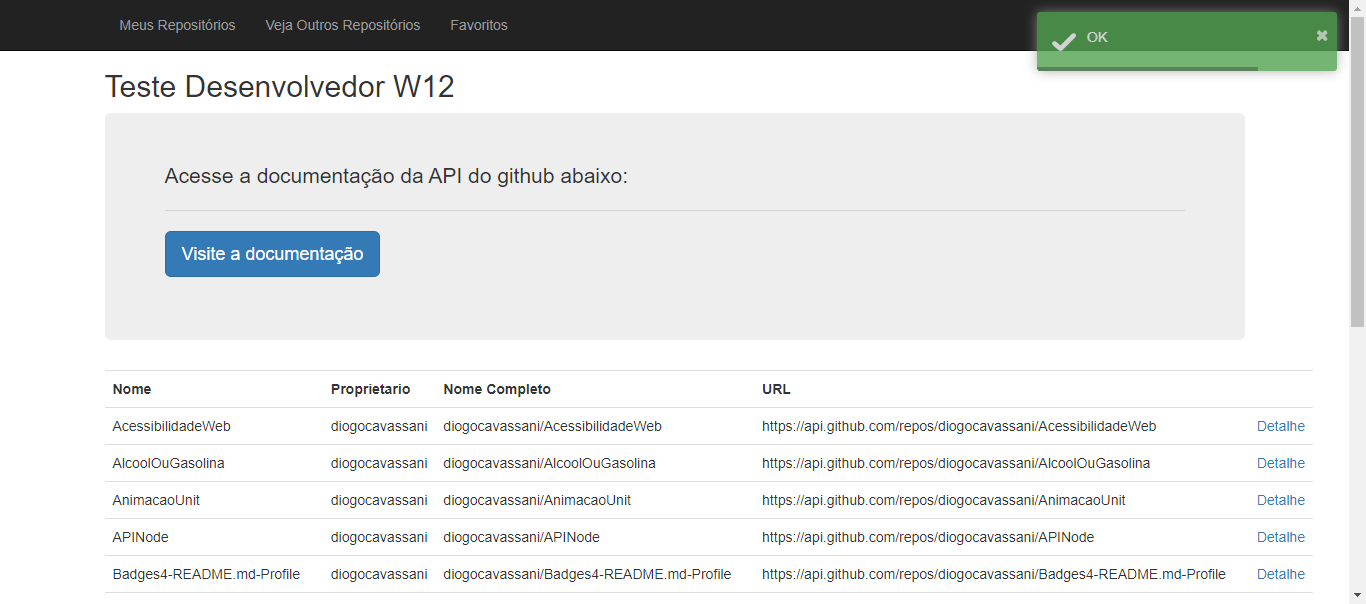 Meus Repositórios Veja Outros Repositórios Favoritos
OK
Teste Desenvolvedor W12
Acesse a documentação da API do github abaixo:
Visite a documentação
Nome Proprietario Nome Completo URL
AcessibilidadeWeb diogocavassani diogocavassani/AcessibilidadeWeb https://api.github.com/repos/diogocavassani/AcessibilidadeWeb Detalhe
AlcoolOuGasolina diogocavassani diogocavassani/AlcoolOuGasolina https://api.github.com/repos/diogocavassani/AlcoolOuGasolina Detalhe
AnimacaoUnit diogocavassani diogocavassani/AnimacaoUnit https://api.github.com/repos/diogocavassani/AnimacaoUnit Detalhe
APINode diogocavassani diogocavassani/APINode https://api.github.com/repos/diogocavassani/APINode Detalhe
Badges4-README.md-Profile diogocavassani diogocavassani/Badges4-README.md-Profile https://api.github.com/repos/diogocavassani/Badges4-README.md-Profile Detalhe